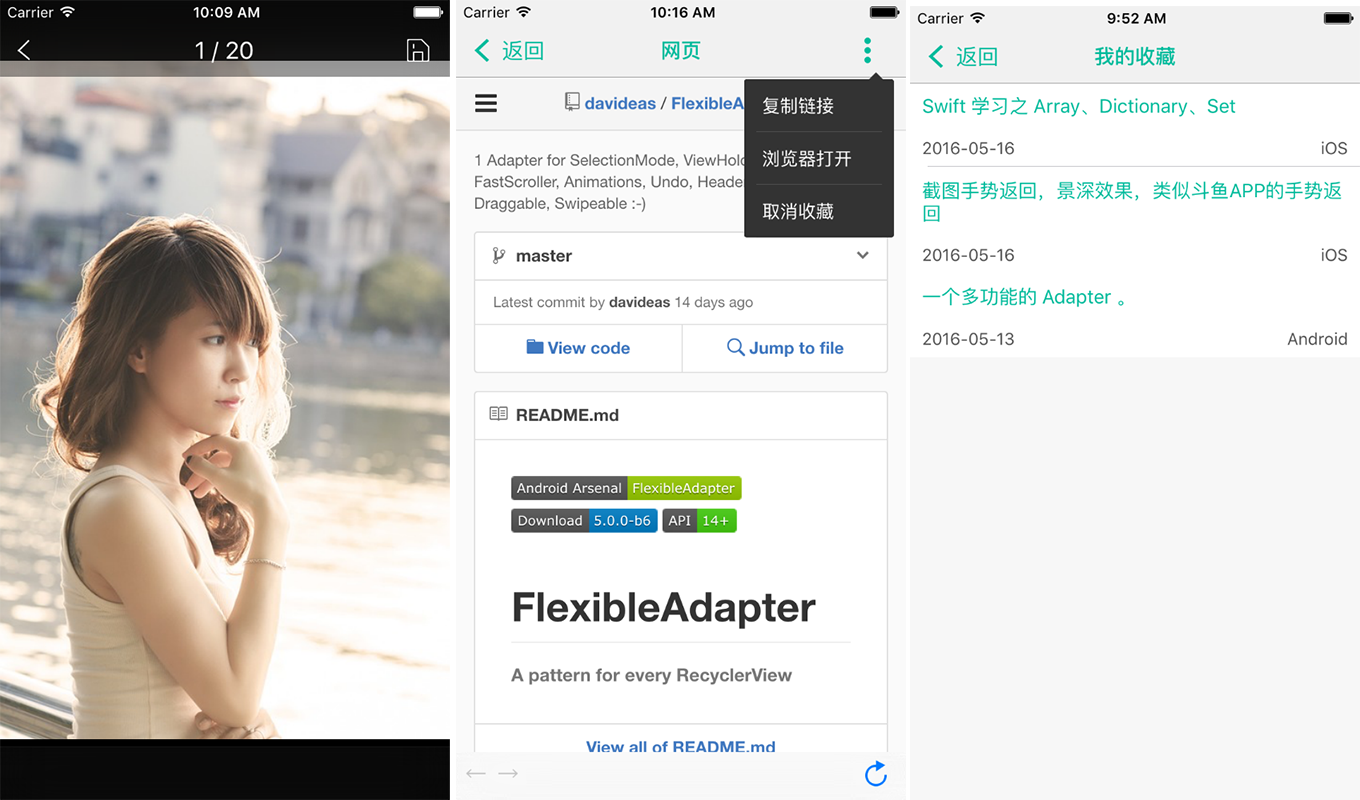 Carrier 10:09 AM
1 / 20
Carrier 10:16 AM
返回 网页
davideas / FlexibleA
复制链接
浏览器打开
取消收藏
1 Adapter for SelectionMode, ViewHold
FastScroller, Animations, Undo, Heade
Draggable, Swipeable :-)
master
Latest commit by davideas 14 days ago
View code Jump to file
README.md
Android Arsenal FlexibleAdapter
Download 5.0.0-b6 API 14+
FlexibleAdapter
A pattern for every RecyclerView
View all of README.md
Carrier 9:52 AM
返回 我的收藏
Swift 学习之 Array、Dictionary、Set
2016-05-16 iOS
截图手势返回，景深效果，类似斗鱼APP的手势返
回
2016-05-16 iOS
一个多功能的 Adapter 。
2016-05-13 Android